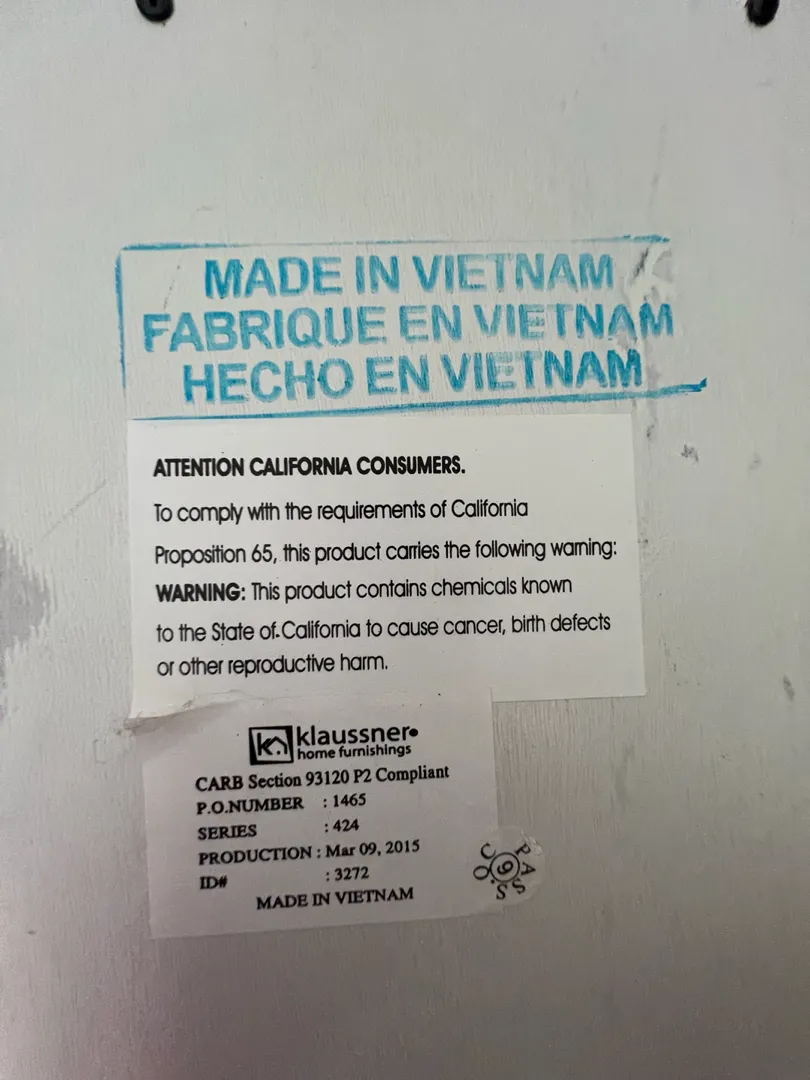 MADE IN VIETNAM
FABRIQUE EN VIETNAM
HECHO EN VIETNAM
ATTENTION CALIFORNIA CONSUMERS.
To comply with the requirements of California
Proposition 65, this product carries the following warning:
WARNING: This product contains chemicals known
to the State of.California to cause cancer, birth defects
or other reproductive harm.
klaussner
home furnishings
CARB Section 93120 P2 Compliant
P.O.NUMBER : 1465
SERIES : 424
PRODUCTION : Mar 09, 2015
ID# : 3272
MADE IN VIETNAM
Q.C PASS
9